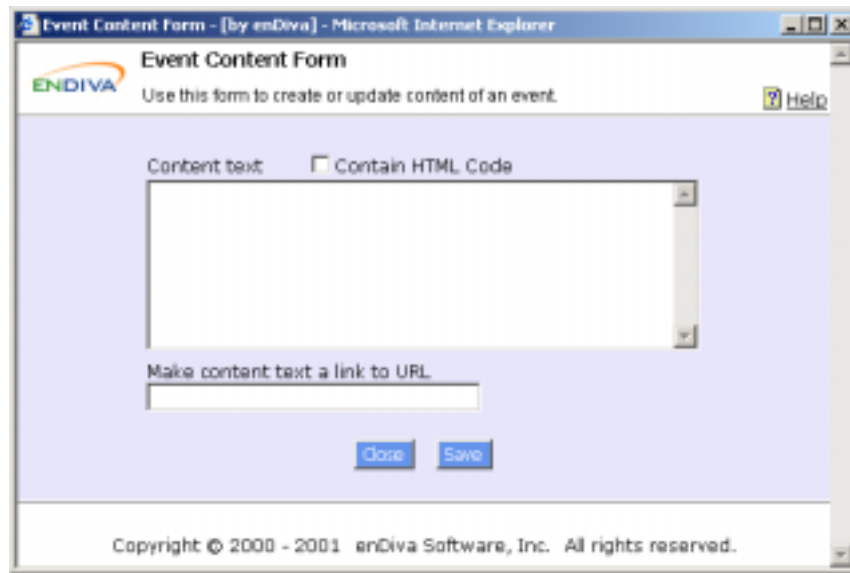 Event Content Form - [by enDiva] - Microsoft Internet Explorer
ENDIVA
Event Content Form
Use this form to create or update content of an event.
Help
Content text Contain HTML Code
Make content text a link to URL
Close Save
Copyright © 2000 - 2001 enDiva Software, Inc. All rights reserved.